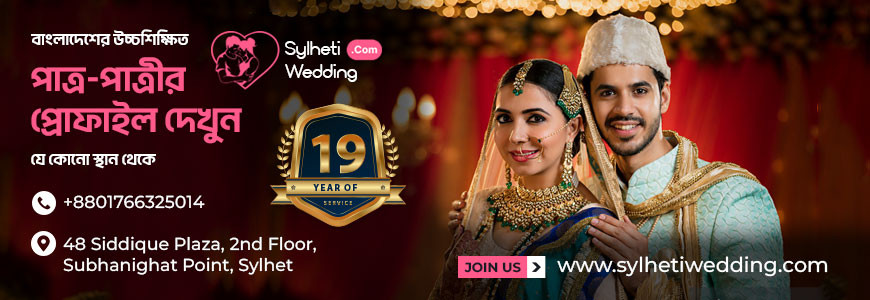 বাংলাদেশের উচ্চশিক্ষিত
পাত্র-পাত্রীর
প্রোফাইল দেখুন
যে কোনো স্থান থেকে
+8801766325014
48 Siddique Plaza, 2nd Floor,
Subhanighat Point, Sylhet
Sylheti .Com
Wedding
19
YEAR OF
SERVICE
JOIN US
www.sylhetiwedding.com